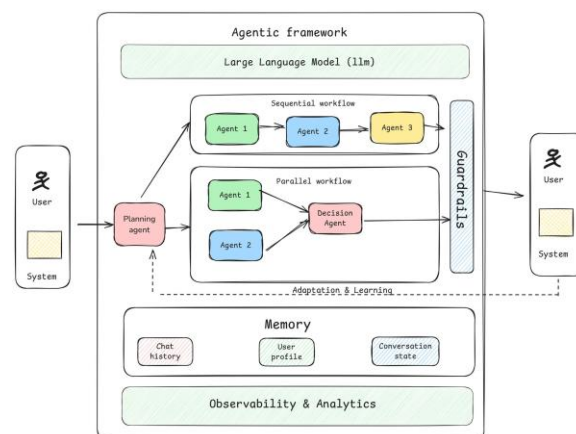 Agentic framework
Large Language Model (llm)
Sequential workflow
Agent 1
Agent 2
Agent 3
Guardrails
User
System
Planning
agent
Parallel workflow
Agent 1
Agent 2
Decision
Agent
User
System
Adaptation & Learning
Memory
Chat
history
User
profile
Conversation
state
Observability & Analytics